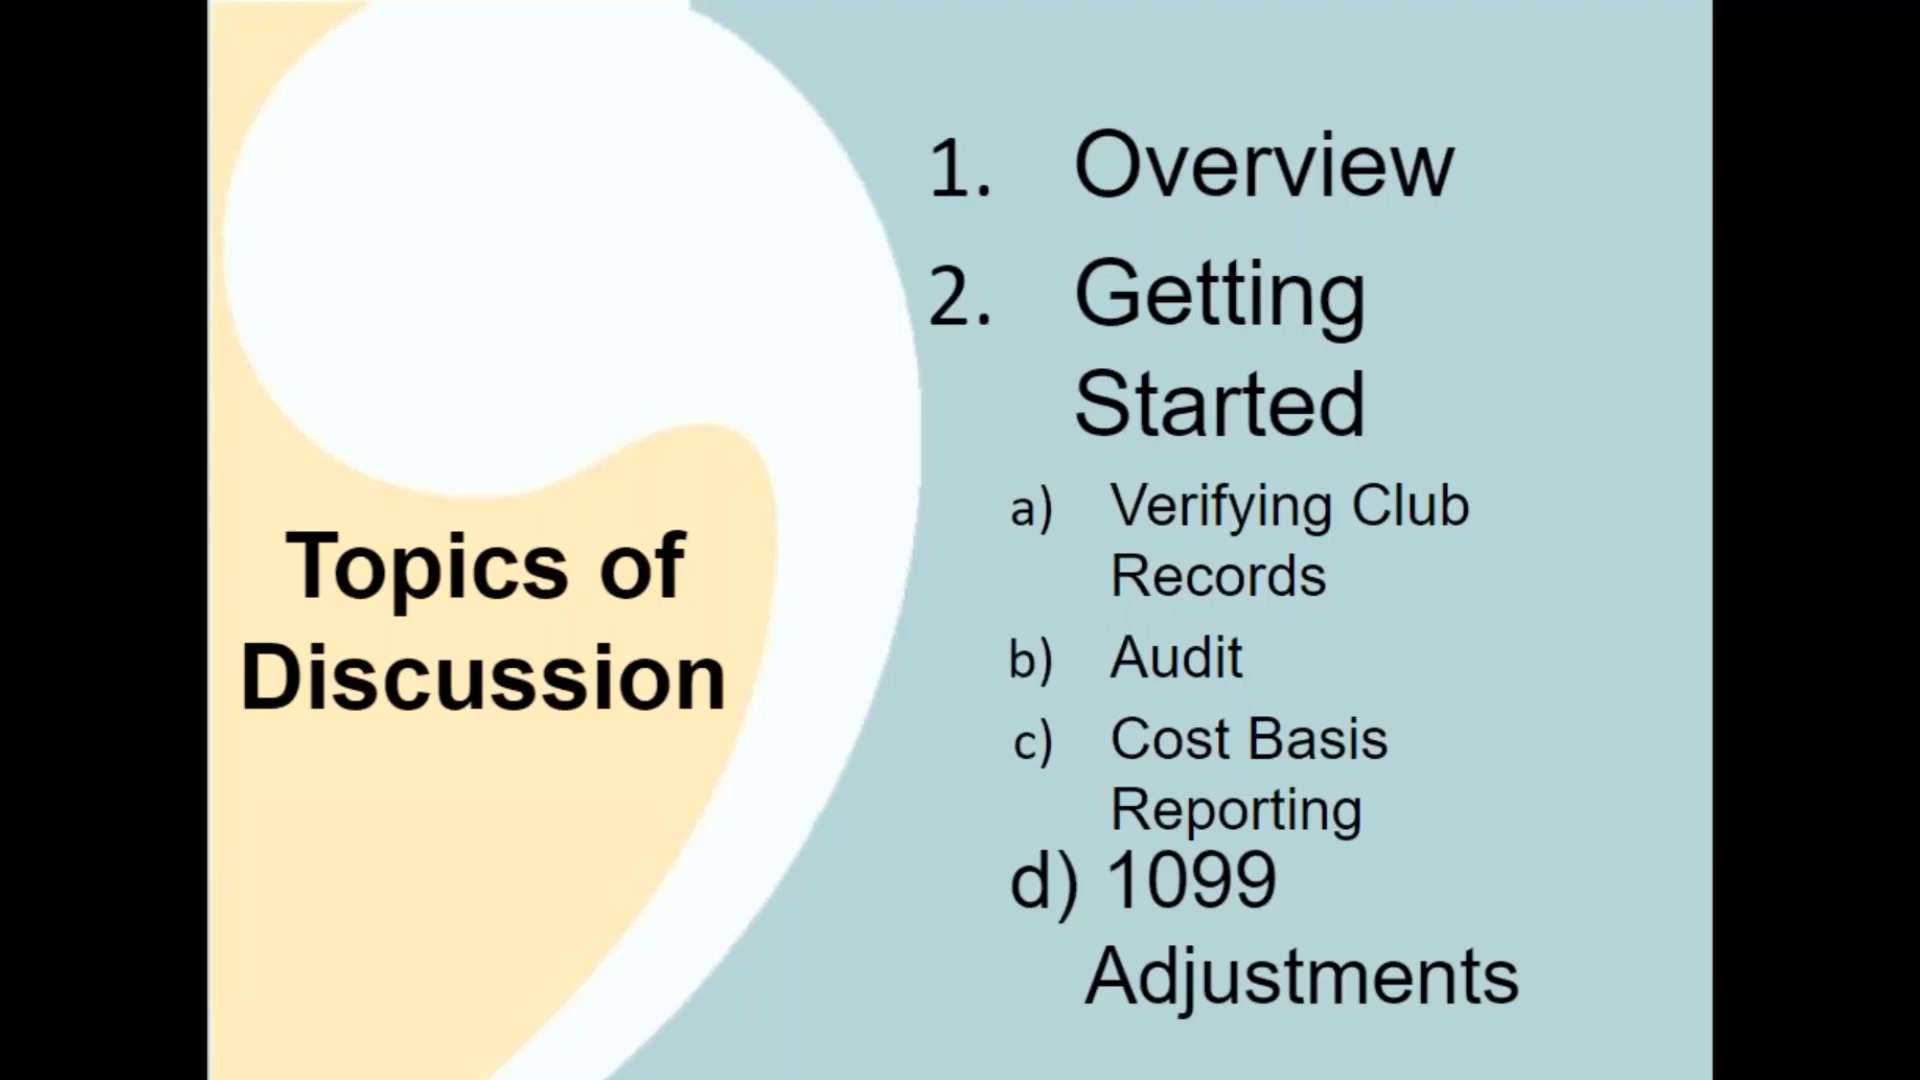 Topics of
Discussion
1. Overview
2. Getting
Started
a) Verifying Club
Records
b) Audit
c) Cost Basis
Reporting
d) 1099
Adjustments